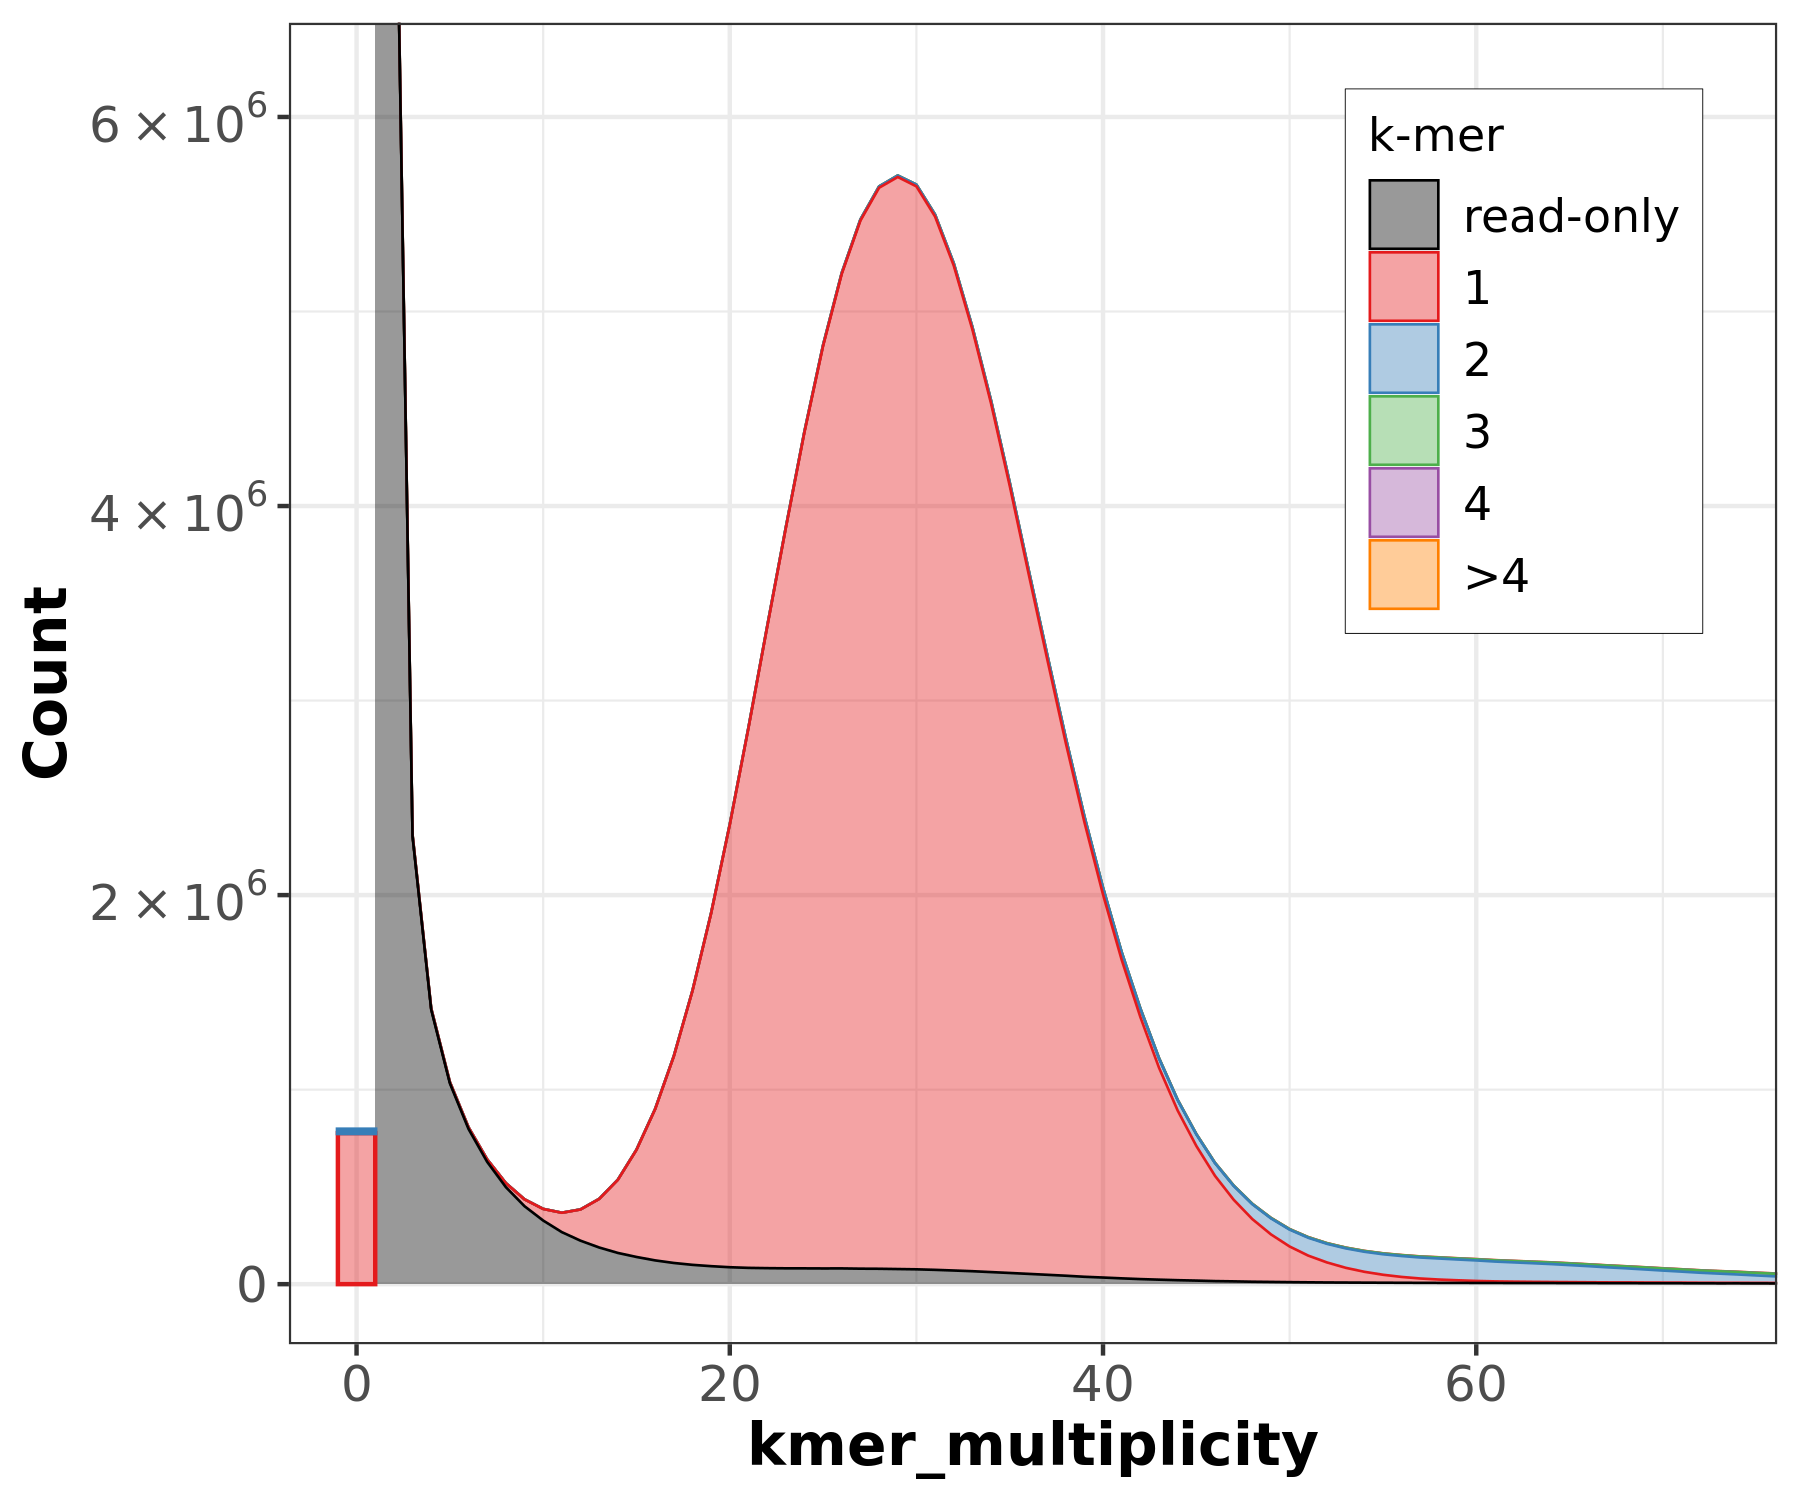 6 × 10⁶
4 × 10⁶
2 × 10⁶
0
Count
0 20 40 60
kmer_multiplicity
k-mer
read-only
1
2
3
4
>4